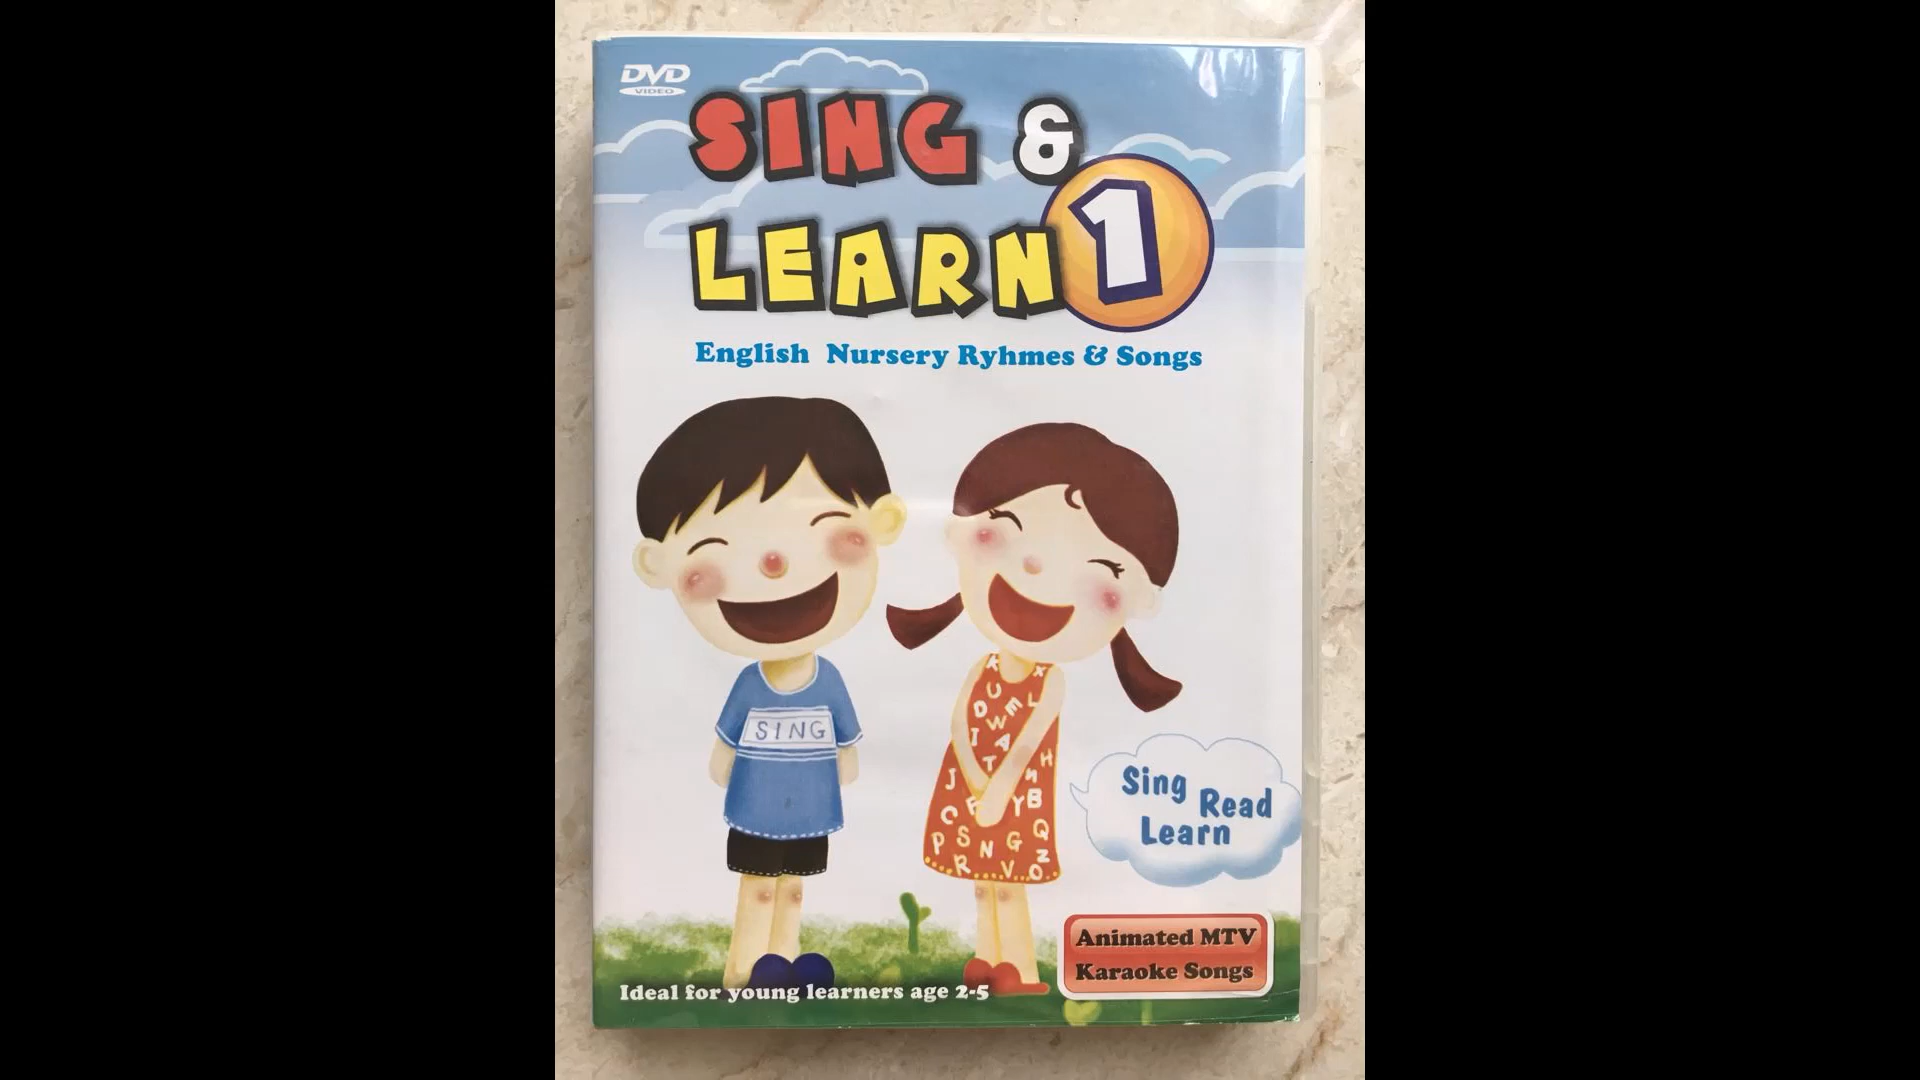 DVD
VIDEO
SING &
LEARN 1
English Nursery Ryhmes & Songs
SING
K X
U L
D E
W
I A
T H
J N
F Y B
C
P S G Q
N Z
R V O
Sing
Read
Learn
Animated MTV
Karaoke Songs
Ideal for young learners age 2-5